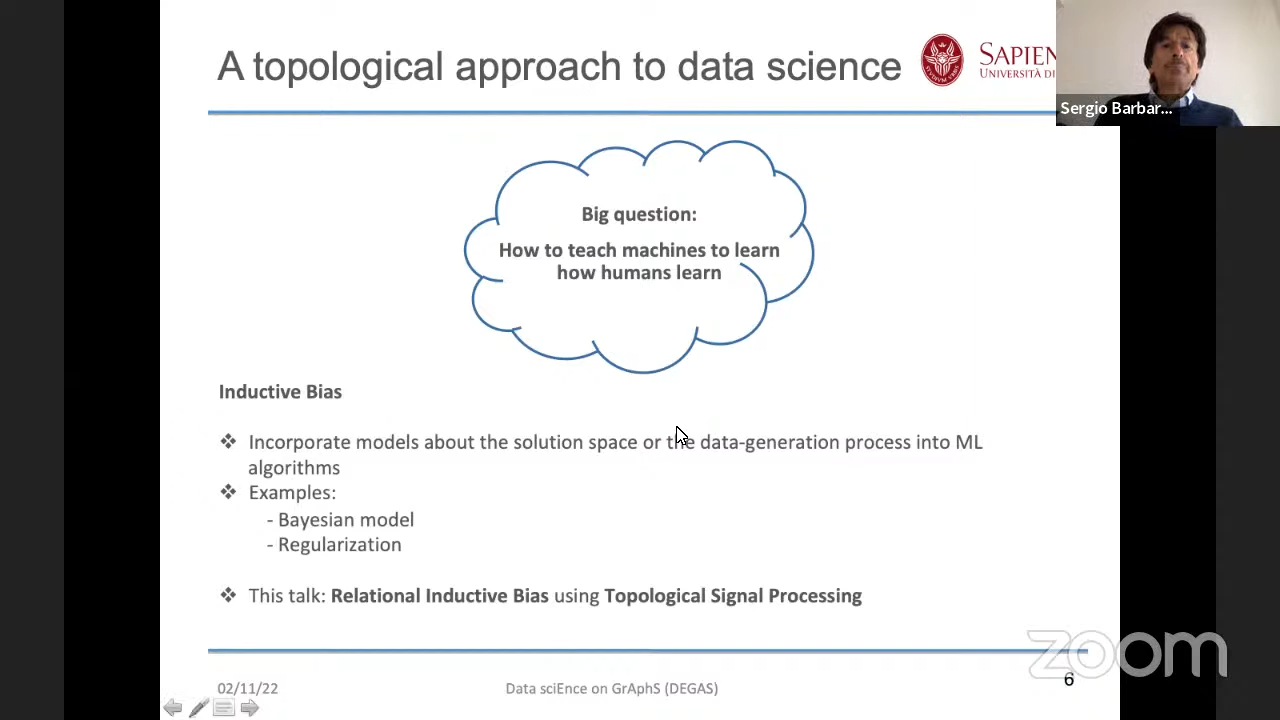 A topological approach to data science
SAPIEN
UNIVERSITÀ DI
Sergio Barbar...
Big question:
How to teach machines to learn
how humans learn
Inductive Bias
❖ Incorporate models about the solution space or the data-generation process into ML
algorithms
❖ Examples:
- Bayesian model
- Regularization
❖ This talk: Relational Inductive Bias using Topological Signal Processing
zoom
02/11/22
Data sciEnce on GrAphS (DEGAS)
6